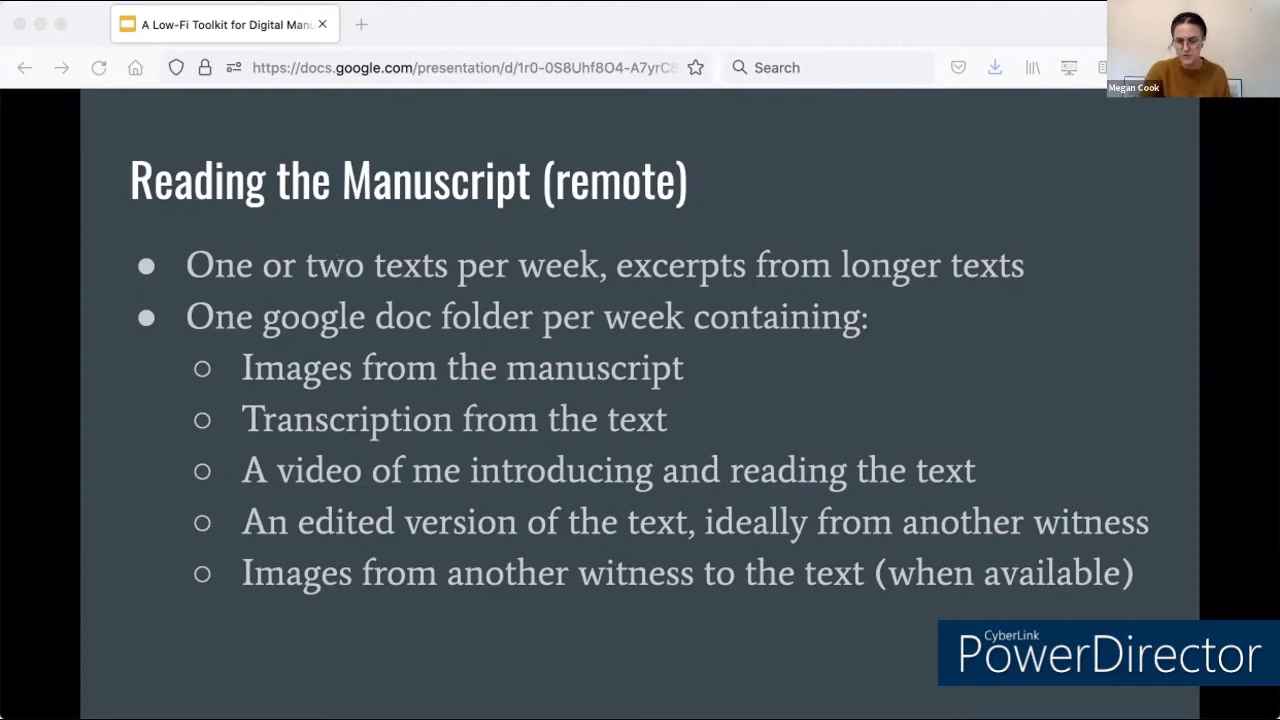 A Low-Fi Toolkit for Digital Manu
https://docs.google.com/presentation/d/1r0-0S8Uhf8O4-A7yrC8
Search
Megan Cook
Reading the Manuscript (remote)
● One or two texts per week, excerpts from longer texts
● One google doc folder per week containing:
○ Images from the manuscript
○ Transcription from the text
○ A video of me introducing and reading the text
○ An edited version of the text, ideally from another witness
○ Images from another witness to the text (when available)
CyberLink
PowerDirector